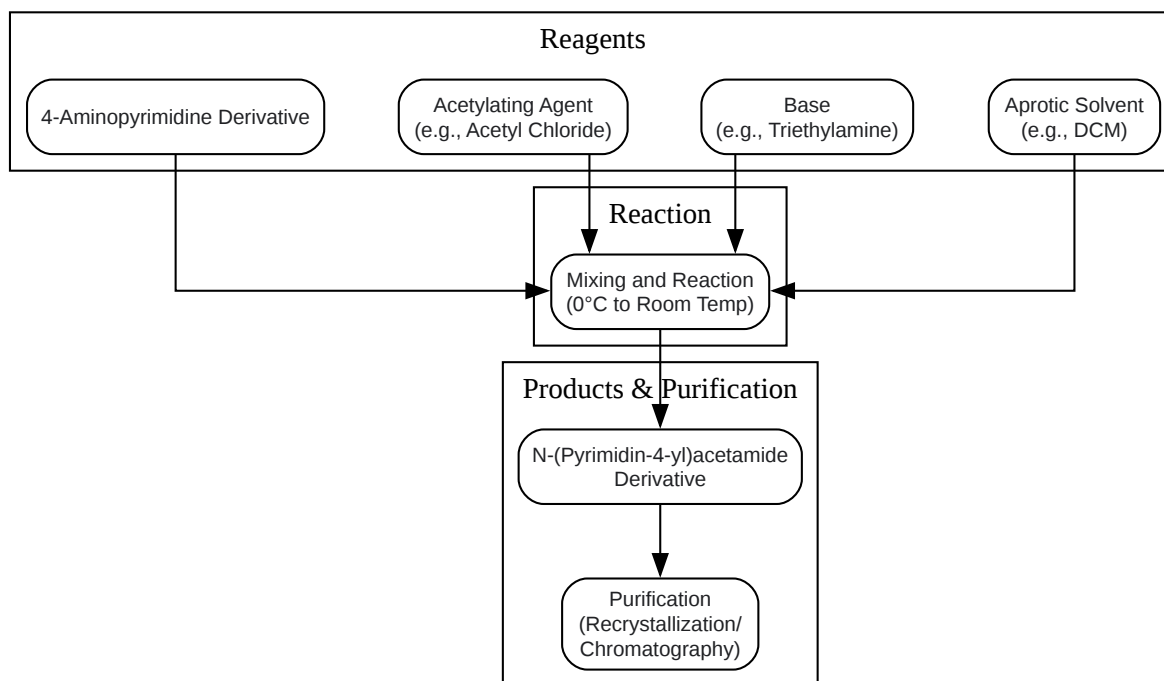 Reagents
4-Aminopyrimidine Derivative
Acetylating Agent
(e.g., Acetyl Chloride)
Base
(e.g., Triethylamine)
Aprotic Solvent
(e.g., DCM)
Reaction
Mixing and Reaction
(0°C to Room Temp)
Products & Purification
N-(Pyrimidin-4-yl)acetamide
Derivative
Purification
(Recrystallization/
Chromatography)